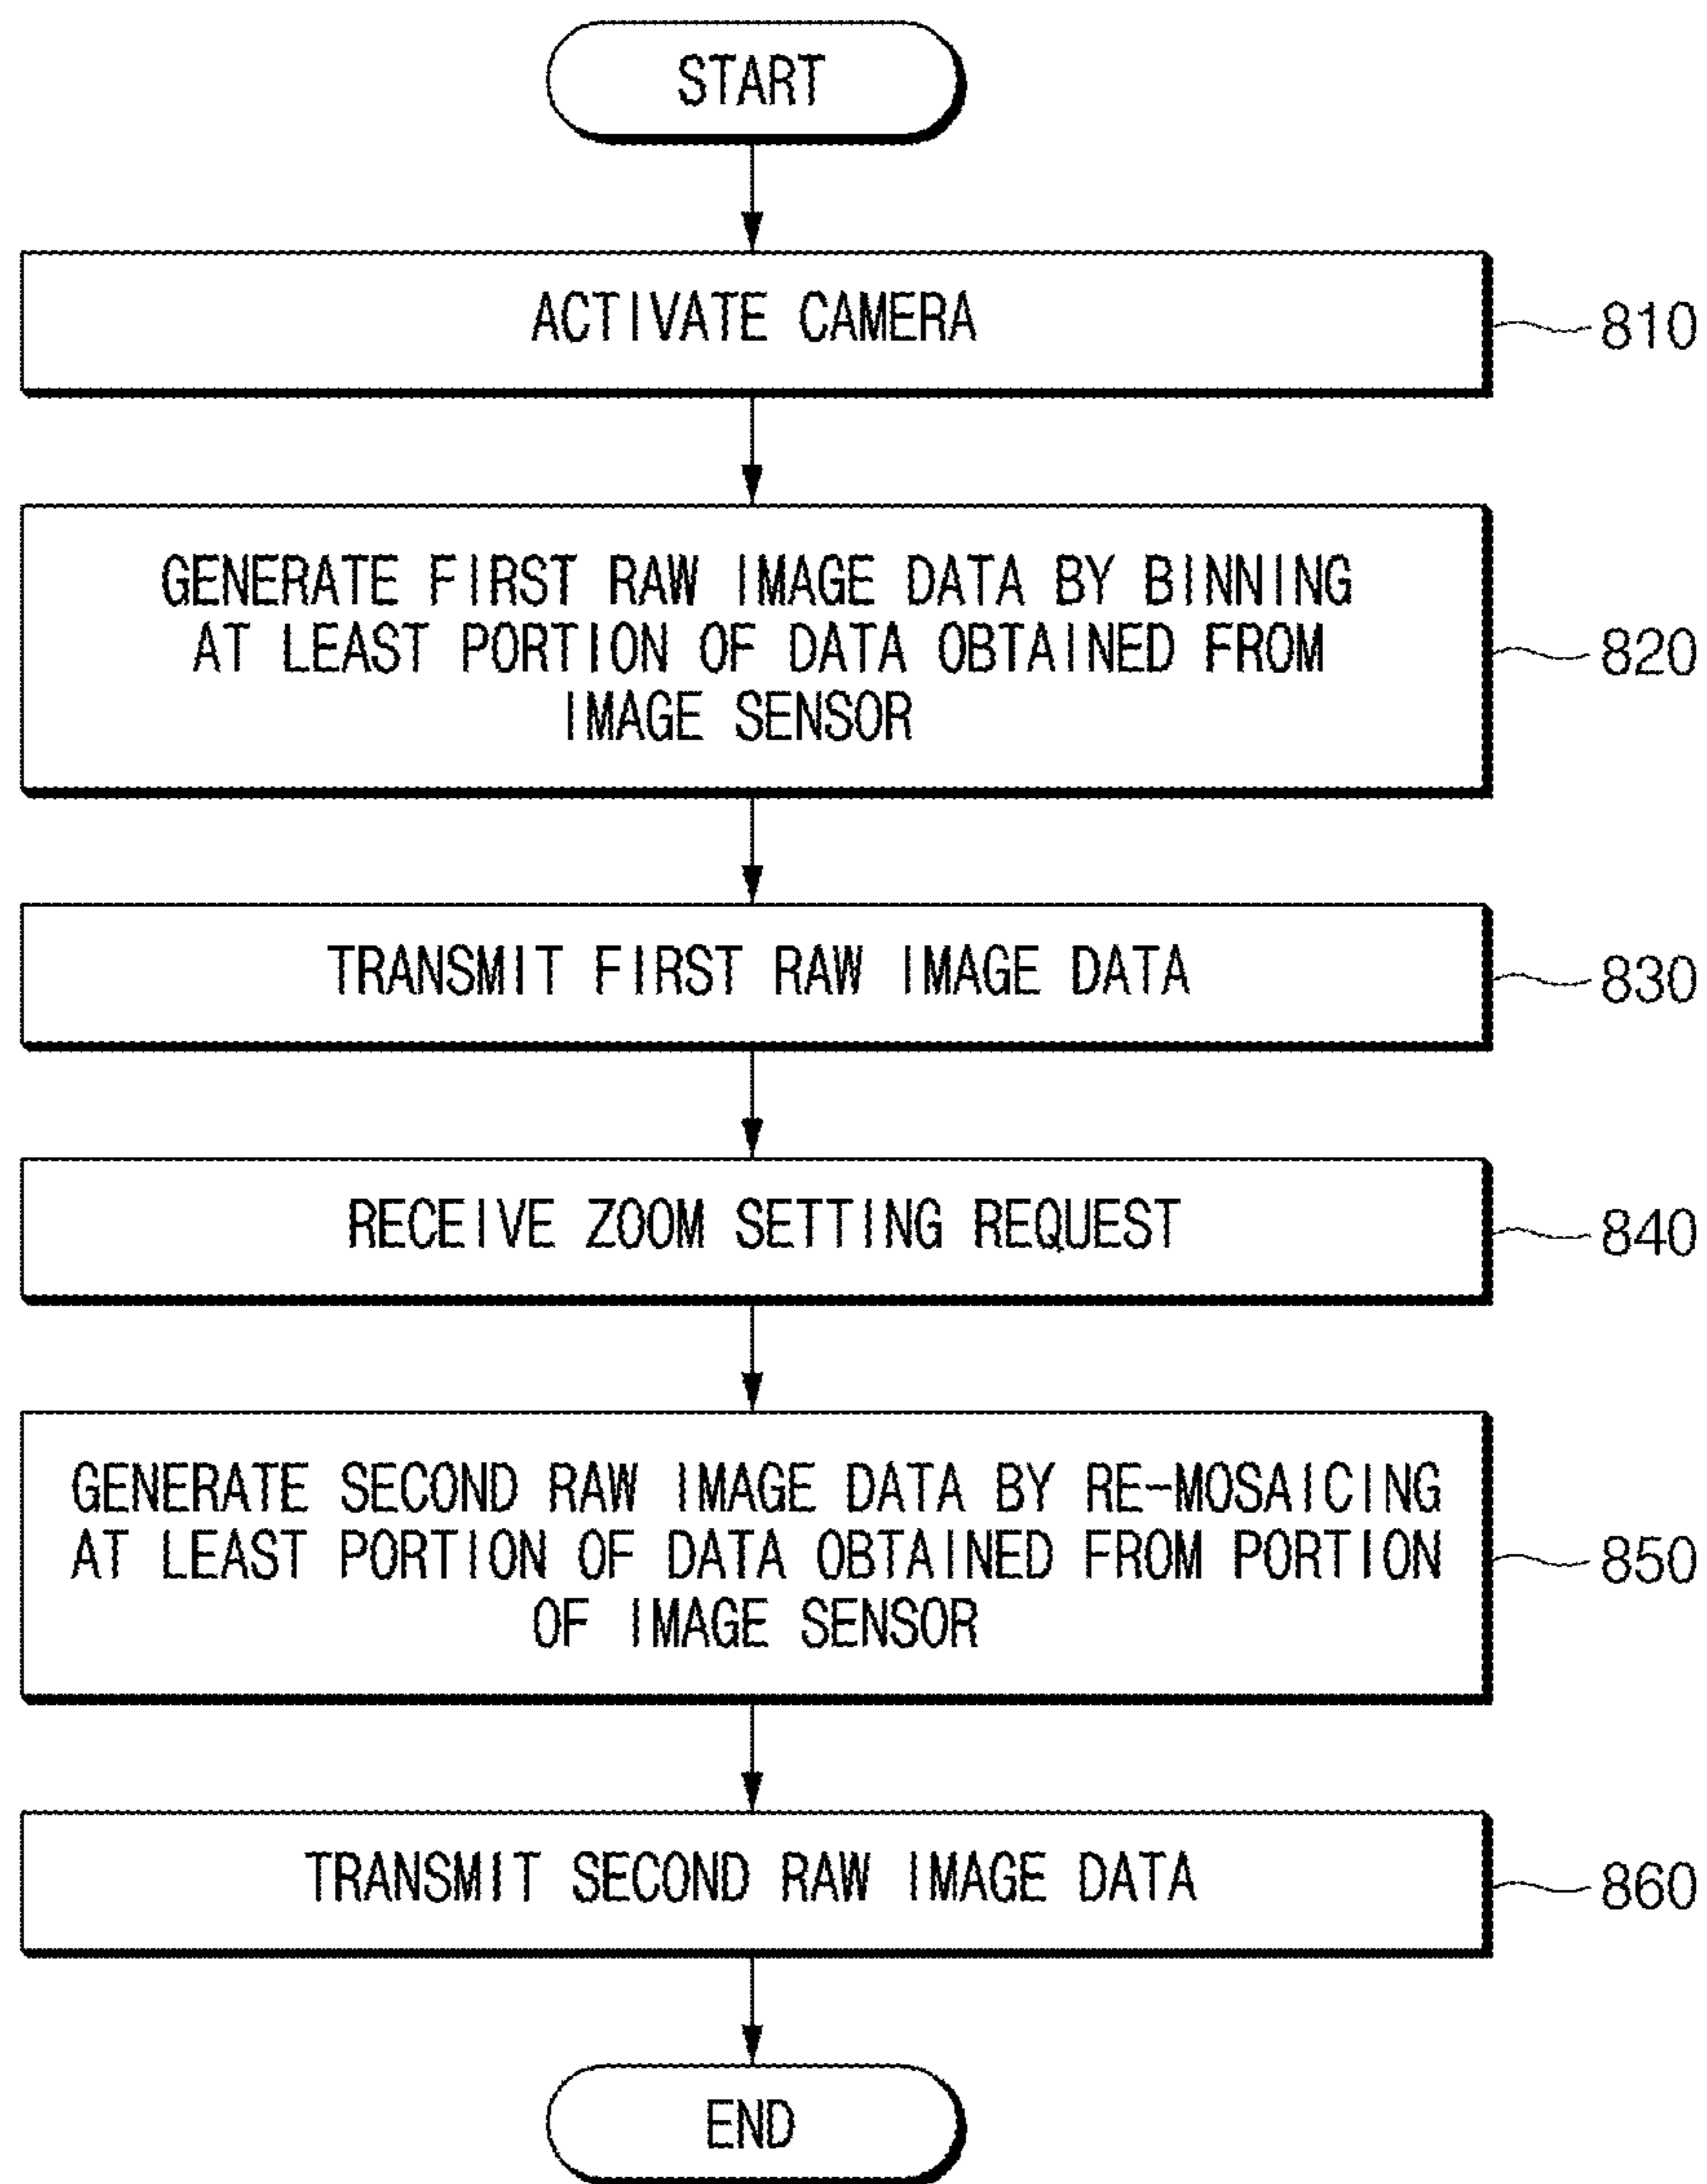 START
ACTIVATE CAMERA
810
GENERATE FIRST RAW IMAGE DATA BY BINNING
AT LEAST PORTION OF DATA OBTAINED FROM
IMAGE SENSOR
820
TRANSMIT FIRST RAW IMAGE DATA
830
RECEIVE ZOOM SETTING REQUEST
840
GENERATE SECOND RAW IMAGE DATA BY RE-MOSAICING
AT LEAST PORTION OF DATA OBTAINED FROM PORTION
OF IMAGE SENSOR
850
TRANSMIT SECOND RAW IMAGE DATA
860
END